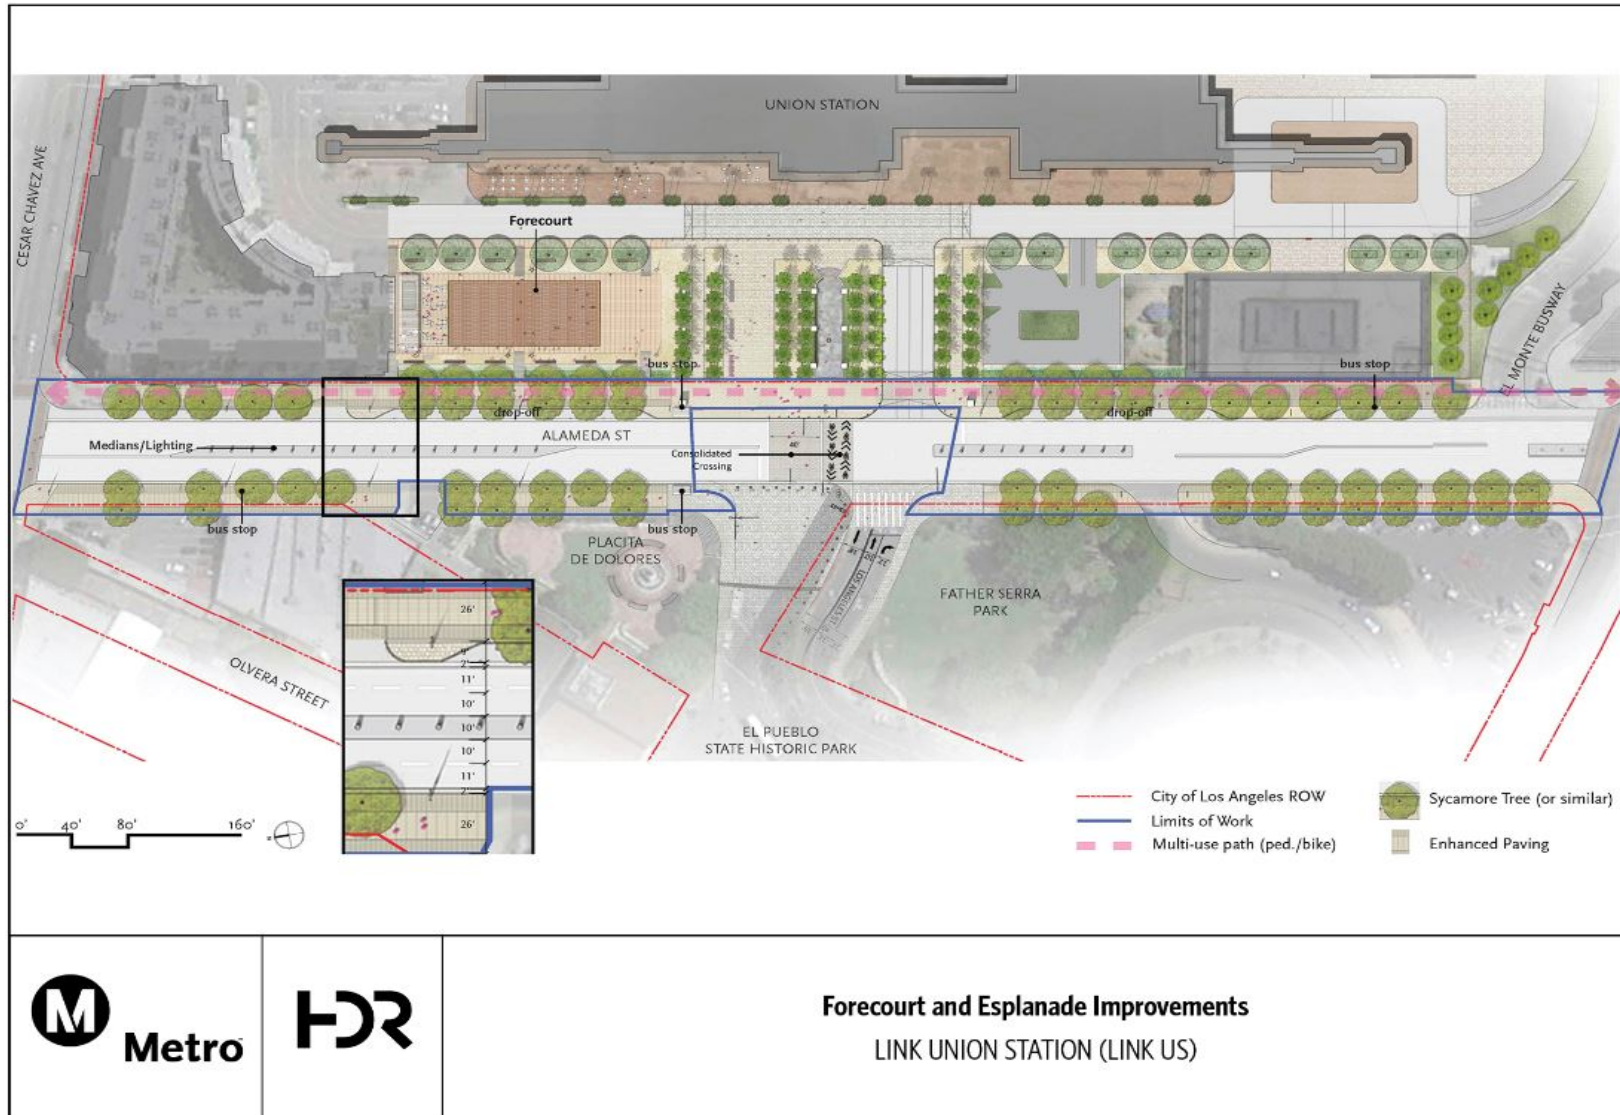 UNION STATION
CESAR CHAVEZ AVE
Forecourt
EL MONTE BUSWAY
bus stop
bus stop
drop-off
drop-off
Medians/Lighting
ALAMEDA ST
40'
Consolidated
Crossing
bus stop
bus stop
PLACITA
DE DOLORES
LOS ANGELES ST
FATHER SERRA
PARK
OLVERA STREET
26'
9'
2'
11'
10'
10'
10'
11'
2'
26'
EL PUEBLO
STATE HISTORIC PARK
0'
40'
80'
160'
City of Los Angeles ROW
Limits of Work
Multi-use path (ped./bike)
Sycamore Tree (or similar)
Enhanced Paving
M
Metro
HDR
Forecourt and Esplanade Improvements
LINK UNION STATION (LINK US)